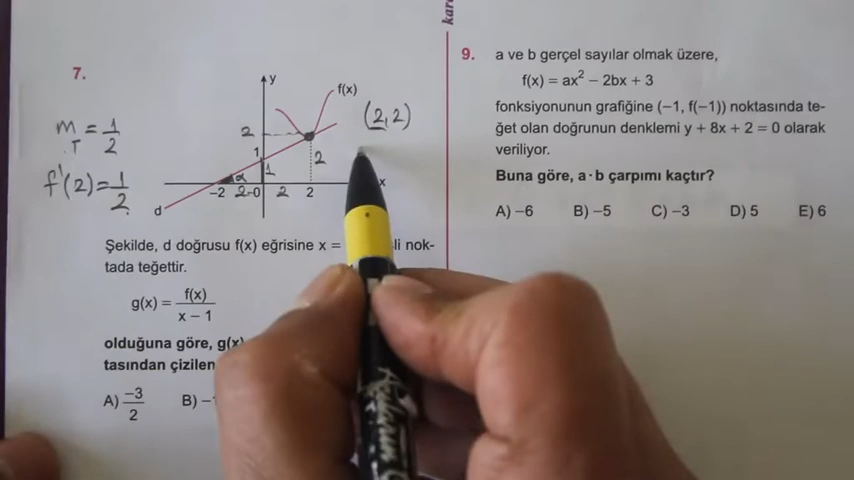 7.
y
f(x)
(2,2)
2
m_T = 1/2
1
2
1
α
f'(2) = 1/2
-2 2 0 2 2
x
d
Şekilde, d doğrusu f(x) eğrisine x = li nok-
tada teğettir.
g(x) = f(x) / x − 1
olduğuna göre, g(x)
tasından çizilen
A) −3/2 B) −
9. a ve b gerçel sayılar olmak üzere,
f(x) = ax² − 2bx + 3
fonksiyonunun grafiğine (−1, f(−1)) noktasında te-
ğet olan doğrunun denklemi y + 8x + 2 = 0 olarak
veriliyor.
Buna göre, a·b çarpımı kaçtır?
A) −6 B) −5 C) −3 D) 5 E) 6